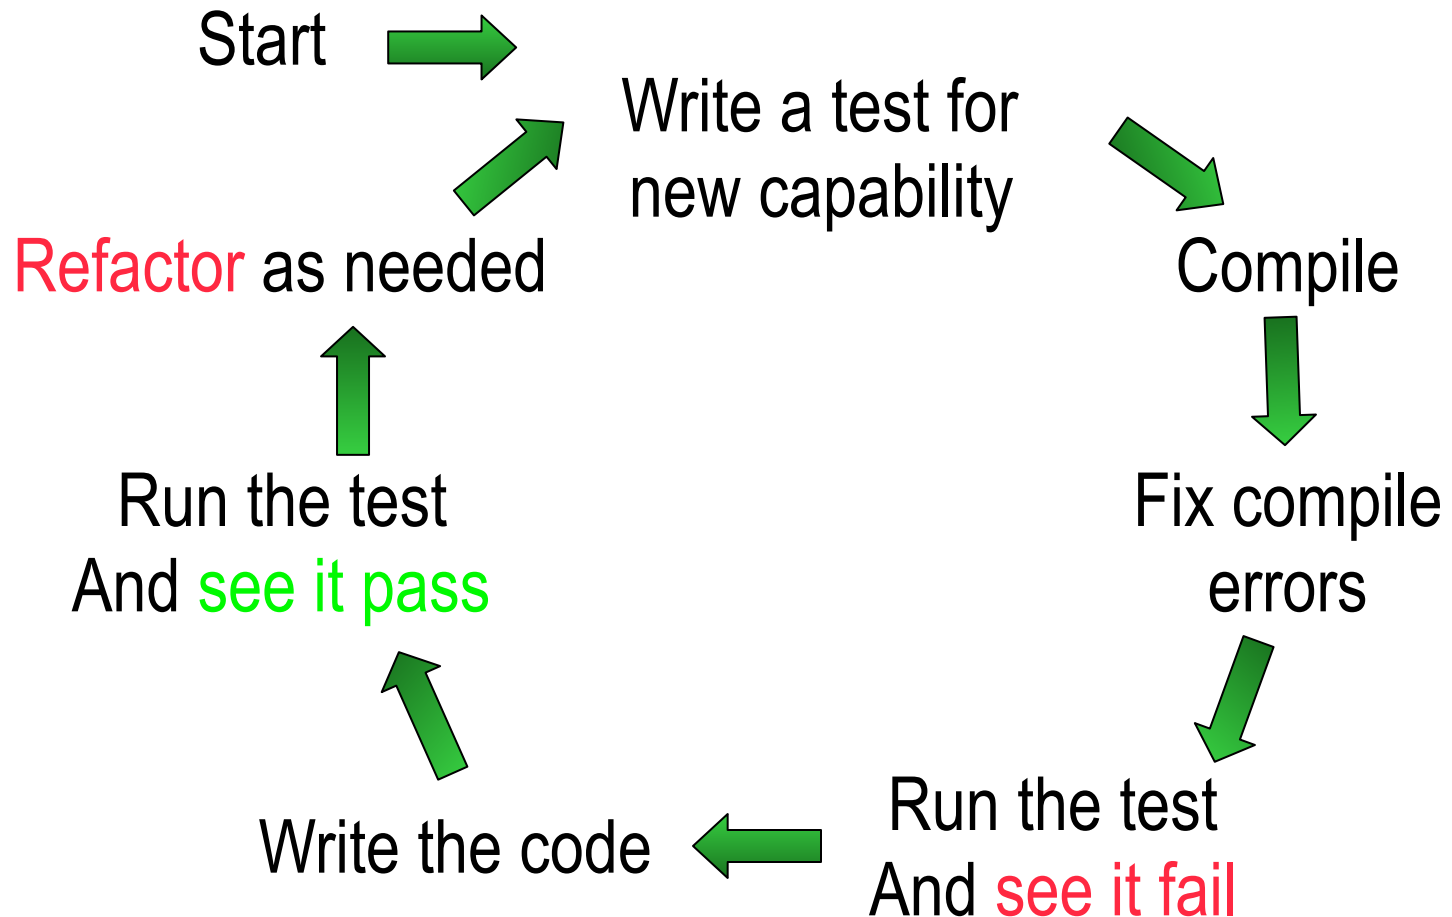 Start
Write a test for
new capability
Compile
Fix compile
errors
Run the test
And see it fail
Write the code
Run the test
And see it pass
Refactor as needed